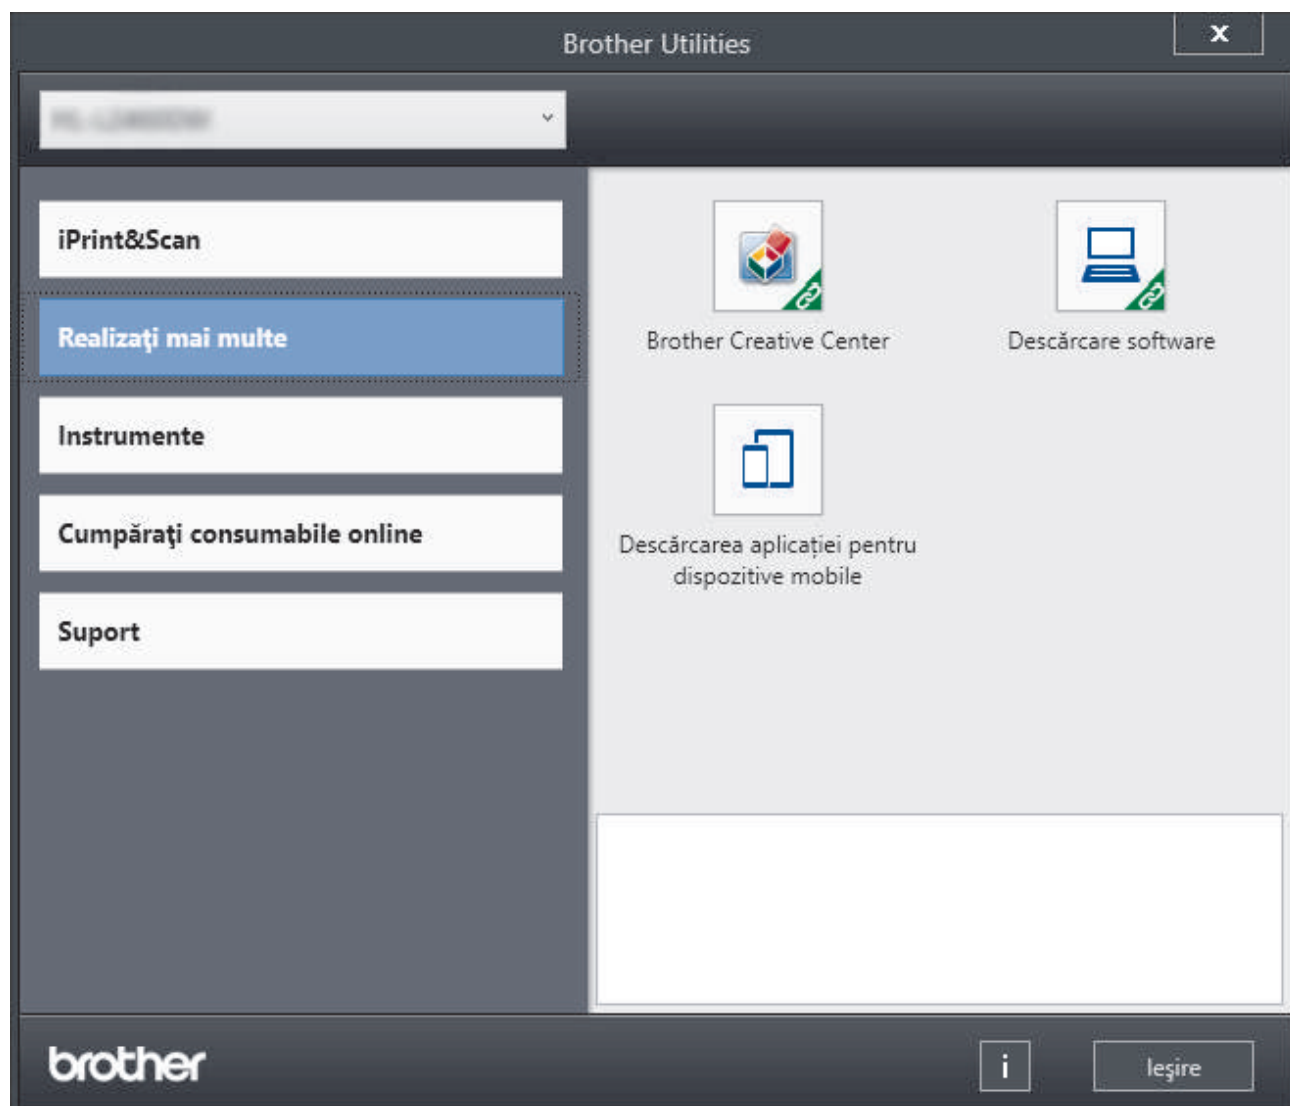 Brother Utilities
x
iPrint&Scan
Realizaţi mai multe
Instrumente
Cumpăraţi consumabile online
Suport
Brother Creative Center
Descărcare software
Descărcarea aplicației pentru
dispozitive mobile
brother
i
Ieşire